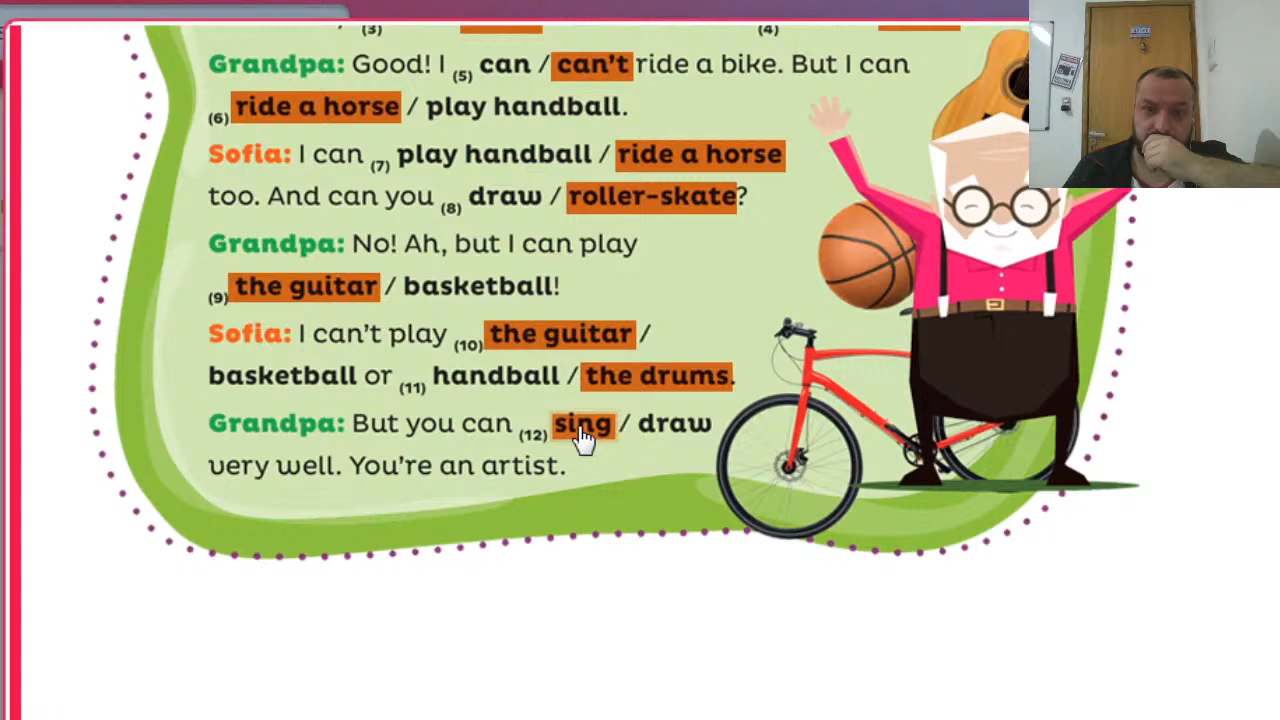 (3) (4)
Grandpa: Good! I (5) can / can't ride a bike. But I can
(6) ride a horse / play handball.
Sofia: I can (7) play handball / ride a horse
too. And can you (8) draw / roller-skate?
Grandpa: No! Ah, but I can play
(9) the guitar / basketball!
Sofia: I can't play (10) the guitar /
basketball or (11) handball / the drums.
Grandpa: But you can (12) sing / draw
very well. You're an artist.